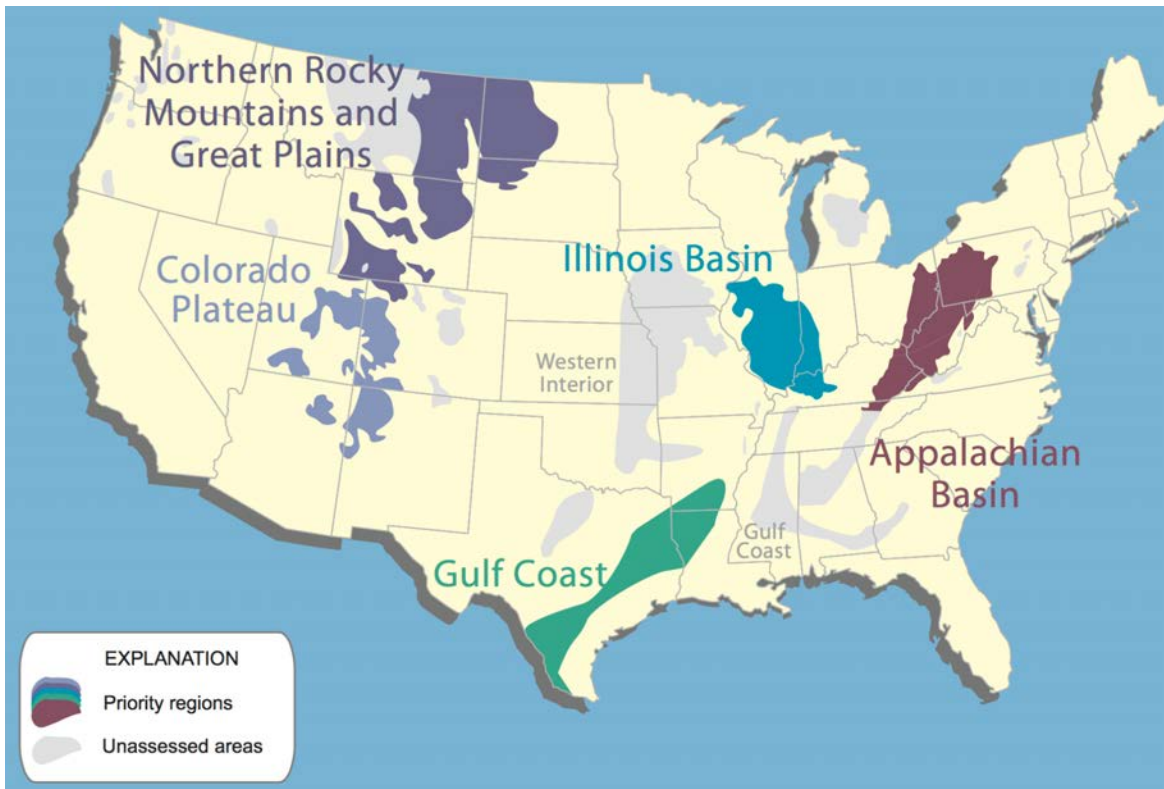 Northern Rocky
Mountains and
Great Plains
Colorado
Plateau
Illinois Basin
Western
Interior
Appalachian
Basin
Gulf
Coast
Gulf Coast
EXPLANATION
Priority regions
Unassessed areas